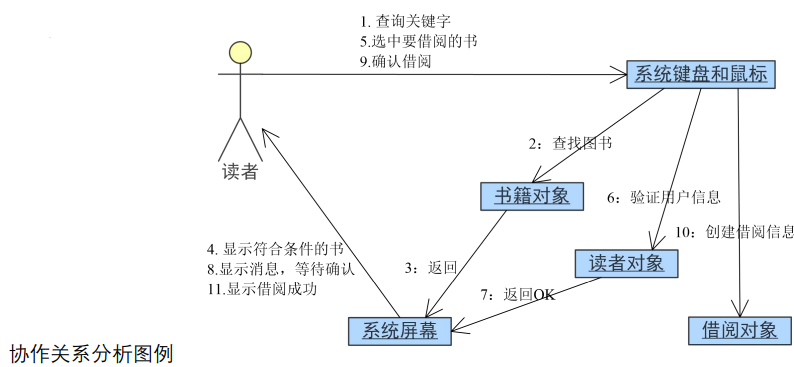 1. 查询关键字
5.选中要借阅的书
9.确认借阅
系统键盘和鼠标
2：查找图书
读者
书籍对象
6：验证用户信息
10：创建借阅信息
4. 显示符合条件的书
8.显示消息，等待确认
11.显示借阅成功
3：返回
读者对象
7：返回OK
系统屏幕
借阅对象
协作关系分析图例